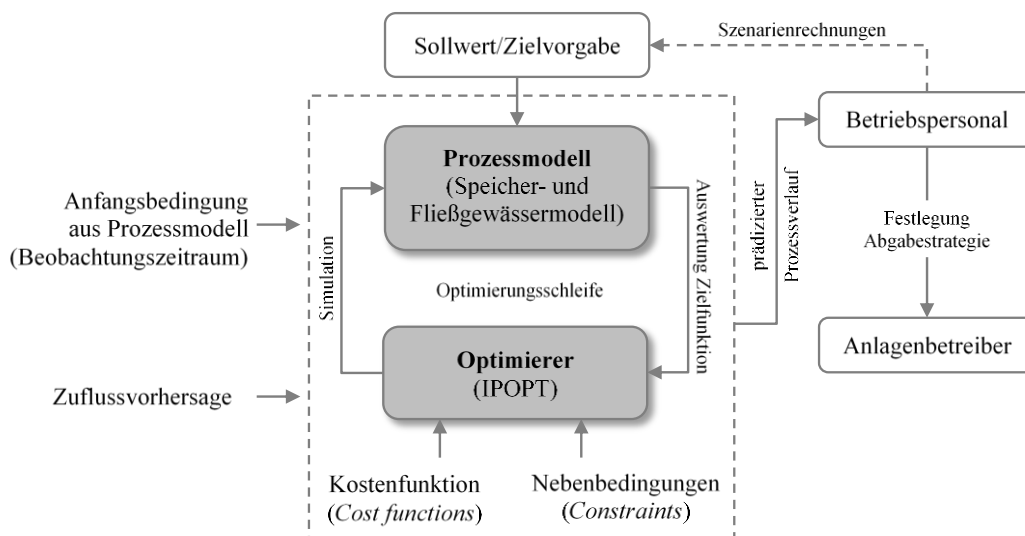 Sollwert/Zielvorgabe
Szenarienrechnungen
Betriebspersonal
Prozessmodell
(Speicher- und
Fließgewässermodell)
Anfangsbedingung
aus Prozessmodell
(Beobachtungszeitraum)
Simulation
Optimierungsschleife
Auswertung Zielfunktion
prädizierter
Prozessverlauf
Festlegung
Abgabestrategie
Anlagenbetreiber
Optimierer
(IPOPT)
Zuflussvorhersage
Kostenfunktion
(Cost functions)
Nebenbedingungen
(Constraints)